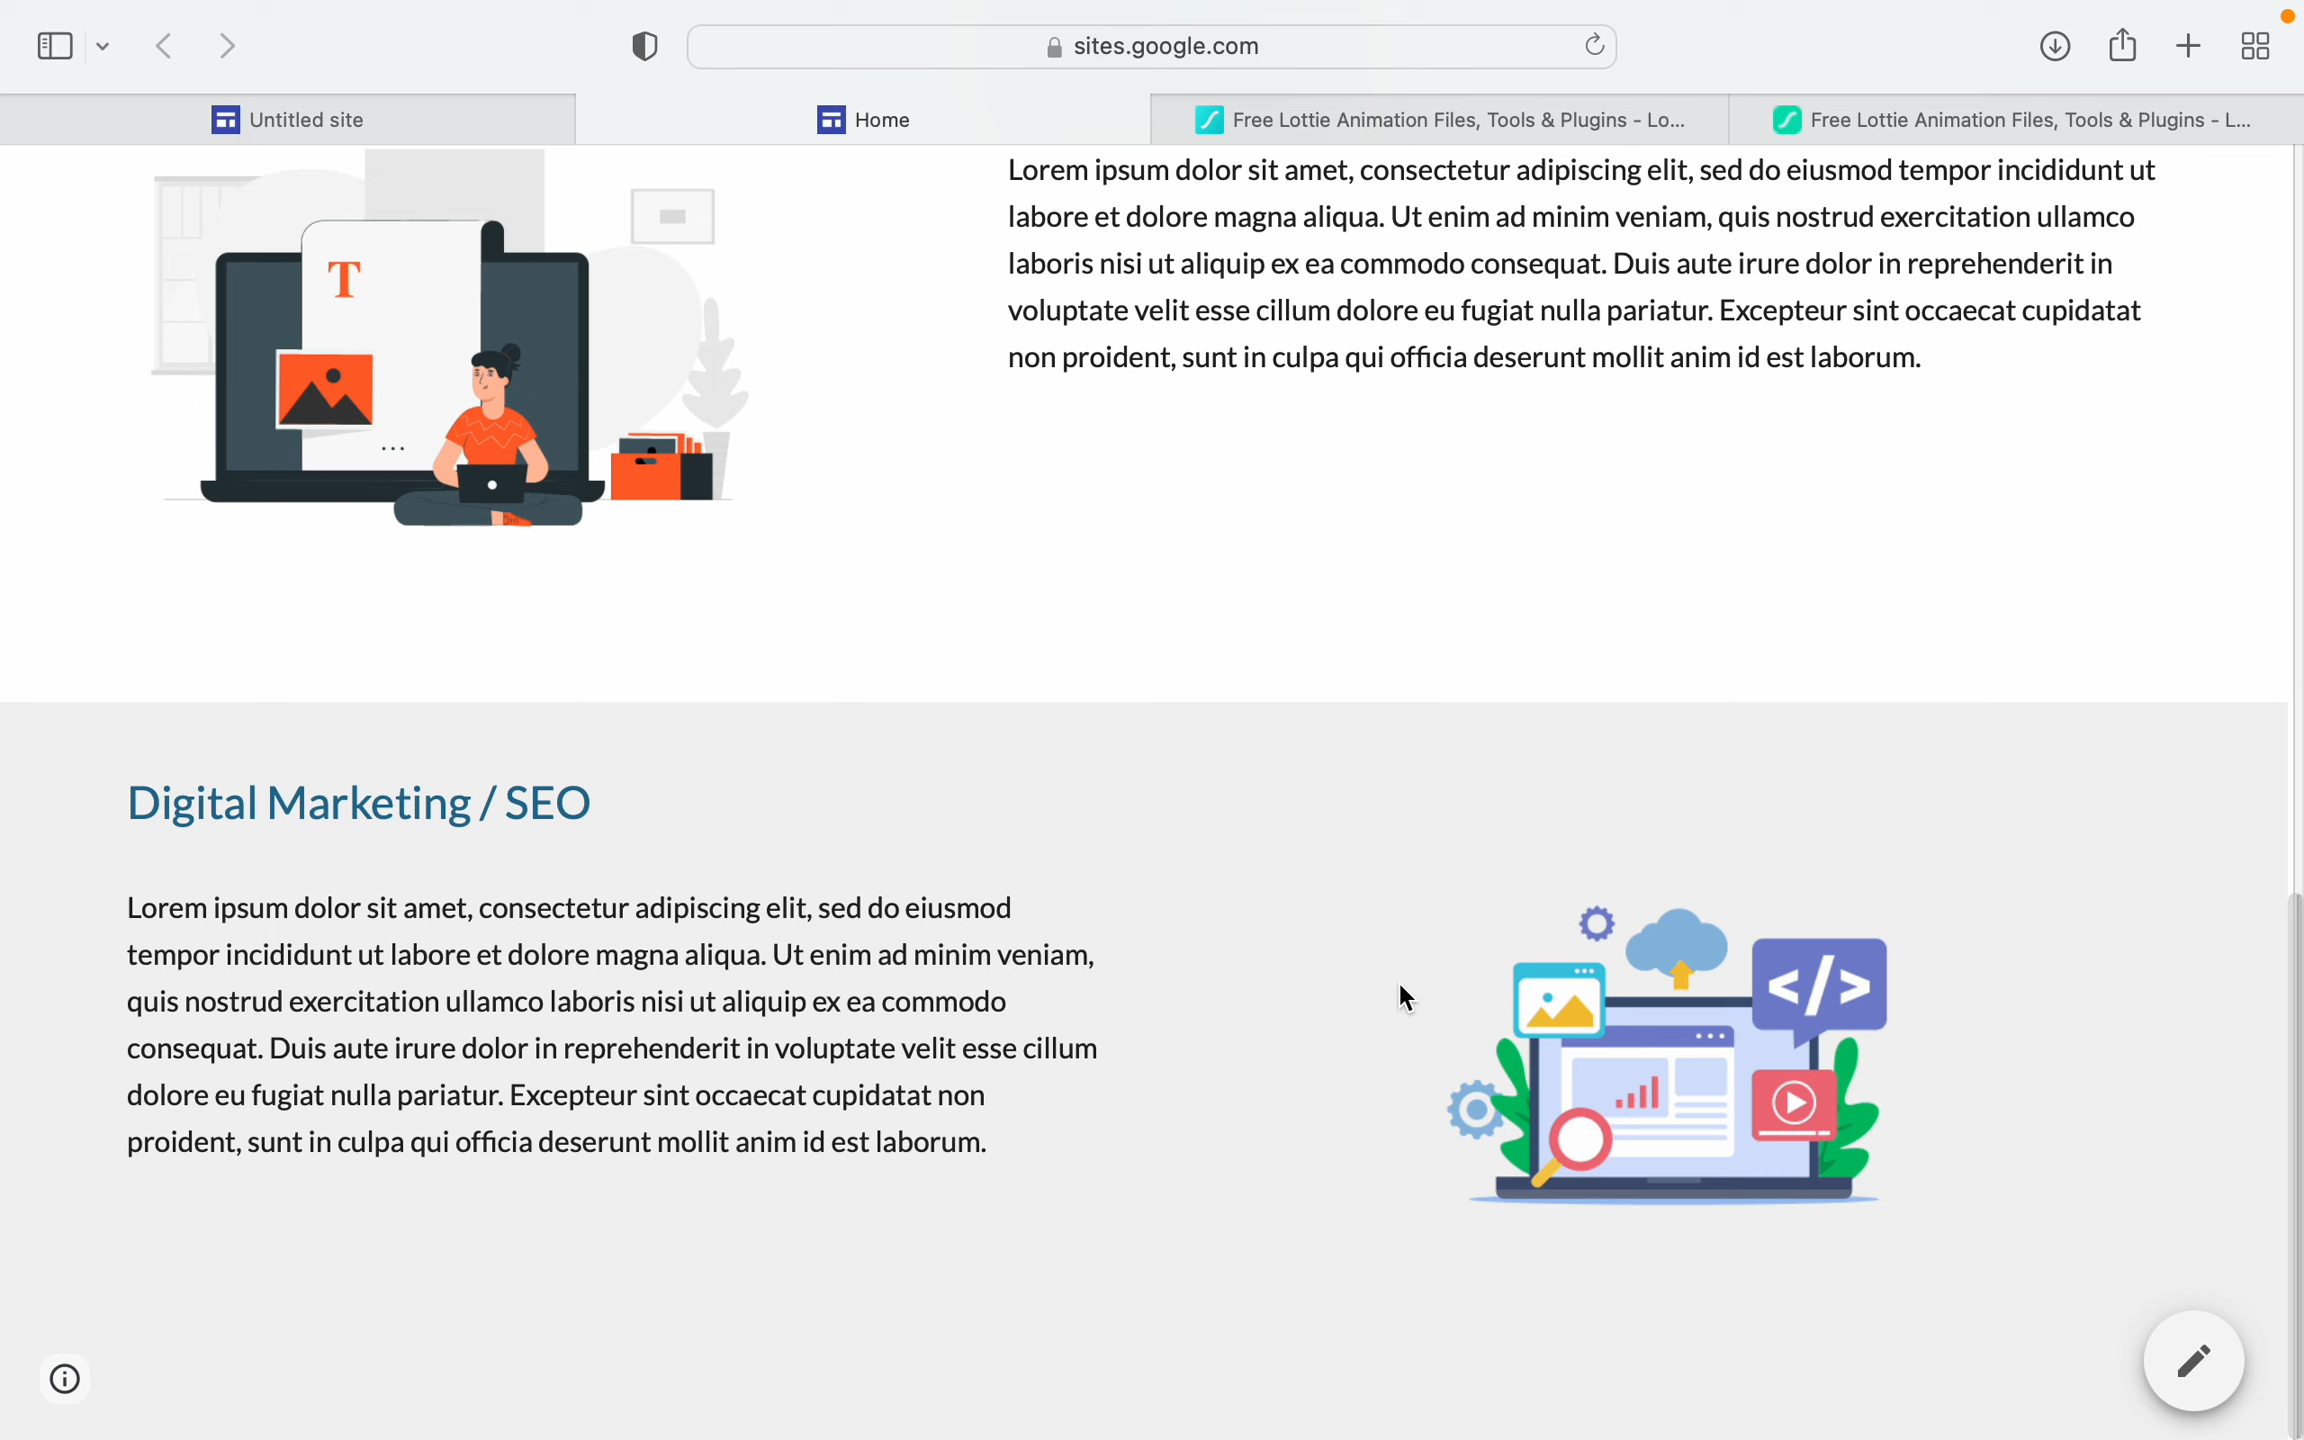 sites.google.com
Untitled site
Home
Free Lottie Animation Files, Tools & Plugins - Lo...
Free Lottie Animation Files, Tools & Plugins - L...
Lorem ipsum dolor sit amet, consectetur adipiscing elit, sed do eiusmod tempor incididunt ut
labore et dolore magna aliqua. Ut enim ad minim veniam, quis nostrud exercitation ullamco
laboris nisi ut aliquip ex ea commodo consequat. Duis aute irure dolor in reprehenderit in
voluptate velit esse cillum dolore eu fugiat nulla pariatur. Excepteur sint occaecat cupidatat
non proident, sunt in culpa qui officia deserunt mollit anim id est laborum.
T
...
Digital Marketing / SEO
Lorem ipsum dolor sit amet, consectetur adipiscing elit, sed do eiusmod
tempor incididunt ut labore et dolore magna aliqua. Ut enim ad minim veniam,
quis nostrud exercitation ullamco laboris nisi ut aliquip ex ea commodo
consequat. Duis aute irure dolor in reprehenderit in voluptate velit esse cillum
dolore eu fugiat nulla pariatur. Excepteur sint occaecat cupidatat non
proident, sunt in culpa qui officia deserunt mollit anim id est laborum.
</>